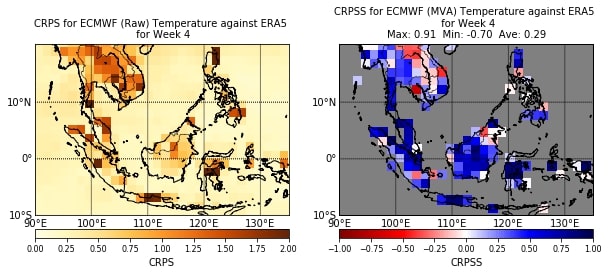 CRPS for ECMWF (Raw) Temperature against ERA5
for Week 4
10°N
0°
10°S
90°E
100°E
110°E
120°E
130°E
0.00 0.25 0.50 0.75 1.00 1.25 1.50 1.75 2.00
CRPS
CRPSS for ECMWF (MVA) Temperature against ERA5
for Week 4
Max: 0.91 Min: -0.70 Ave: 0.29
10°N
0°
10°S
90°E
100°E
110°E
120°E
130°E
−1.00 −0.75 −0.50 −0.25 0.00 0.25 0.50 0.75 1.00
CRPSS